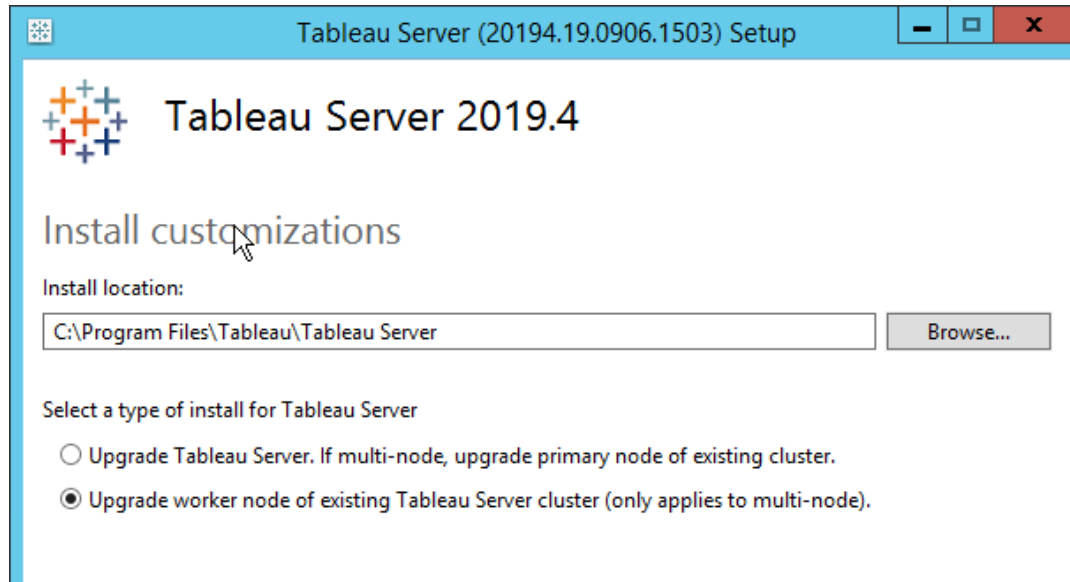 Tableau Server (20194.19.0906.1503) Setup
Tableau Server 2019.4
Install customizations
Install location:
C:\Program Files\Tableau\Tableau Server
Browse...
Select a type of install for Tableau Server
Upgrade Tableau Server. If multi-node, upgrade primary node of existing cluster.
Upgrade worker node of existing Tableau Server cluster (only applies to multi-node).